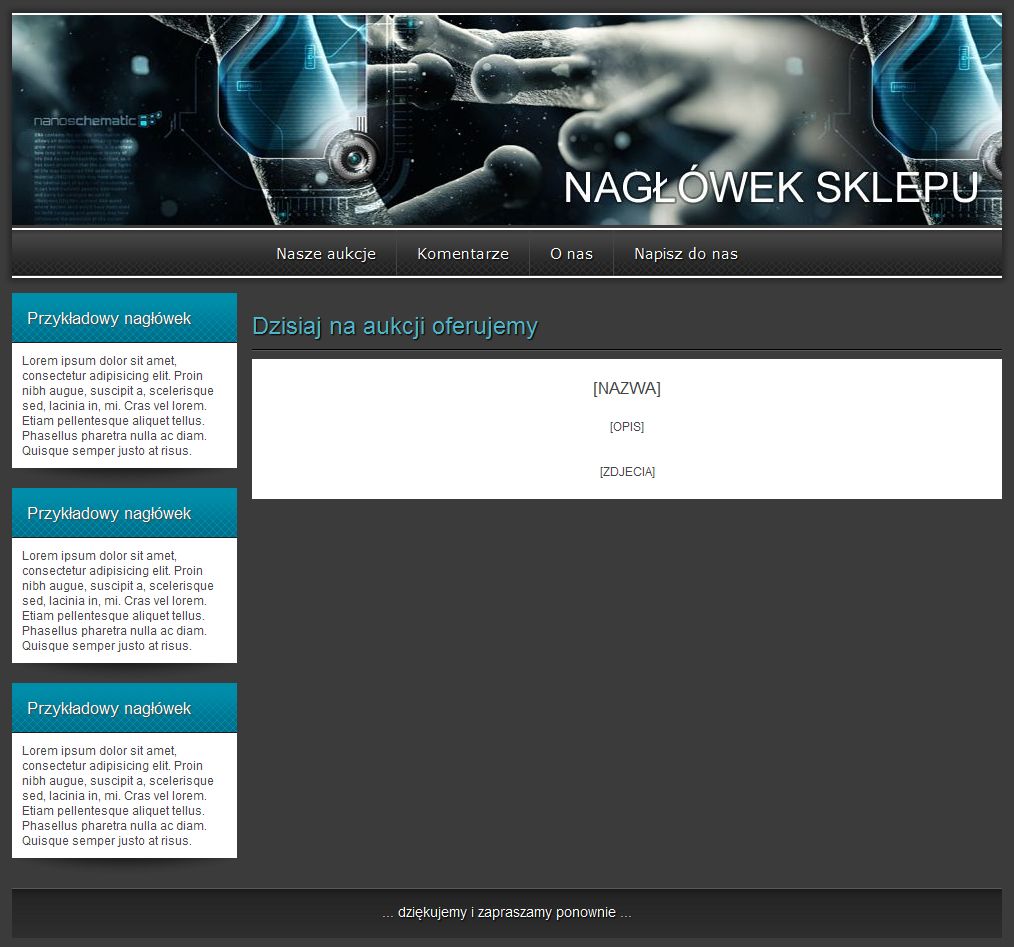 nanoschematic
NAGŁÓWEK SKLEPU
Nasze aukcje
Komentarze
O nas
Napisz do nas
Przykładowy nagłówek
Lorem ipsum dolor sit amet,
consectetur adipisicing elit. Proin
nibh augue, suscipit a, scelerisque
sed, lacinia in, mi. Cras vel lorem.
Etiam pellentesque aliquet tellus.
Phasellus pharetra nulla ac diam.
Quisque semper justo at risus.
Przykładowy nagłówek
Lorem ipsum dolor sit amet,
consectetur adipisicing elit. Proin
nibh augue, suscipit a, scelerisque
sed, lacinia in, mi. Cras vel lorem.
Etiam pellentesque aliquet tellus.
Phasellus pharetra nulla ac diam.
Quisque semper justo at risus.
Przykładowy nagłówek
Lorem ipsum dolor sit amet,
consectetur adipisicing elit. Proin
nibh augue, suscipit a, scelerisque
sed, lacinia in, mi. Cras vel lorem.
Etiam pellentesque aliquet tellus.
Phasellus pharetra nulla ac diam.
Quisque semper justo at risus.
Dzisiaj na aukcji oferujemy
[NAZWA]
[OPIS]
[ZDJECIA]
... dziękujemy i zapraszamy ponownie ...